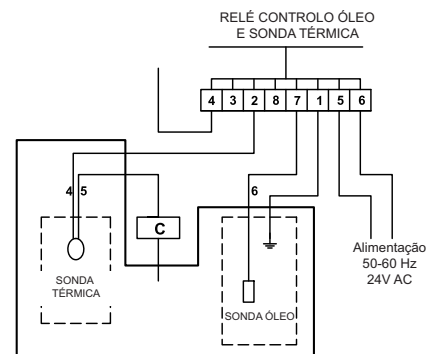 RELÉ CONTROLO ÓLEO
E SONDA TÉRMICA
4 3 2 8 7 1 5 6
4 5
6
C
Alimentação
50-60 Hz
24V AC
SONDA
TÉRMICA
SONDA ÓLEO